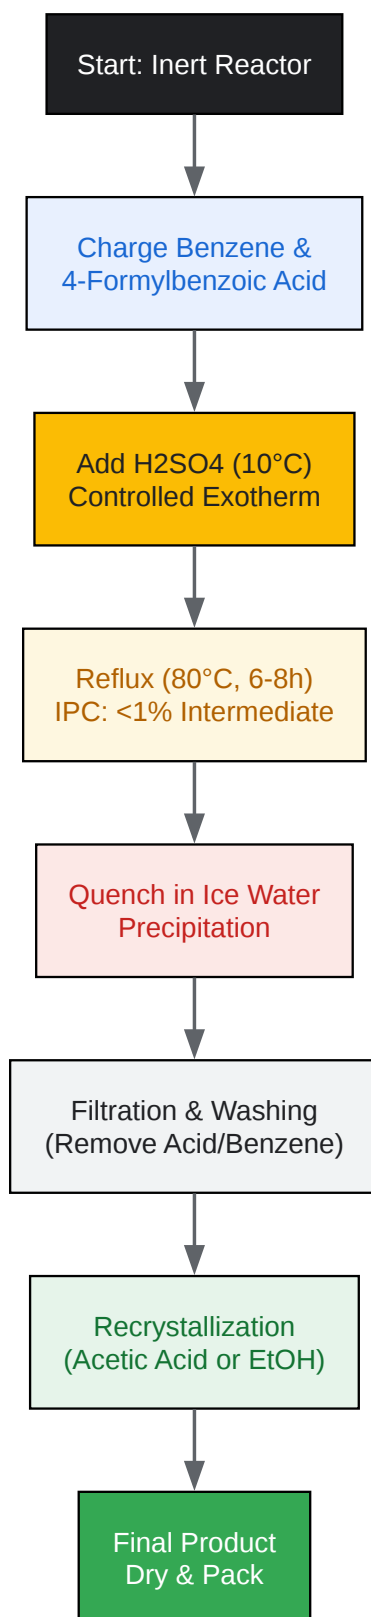 Start: Inert Reactor
Charge Benzene &
4-Formylbenzoic Acid
Add H2SO4 (10°C)
Controlled Exotherm
Reflux (80°C, 6-8h)
IPC: <1% Intermediate
Quench in Ice Water
Precipitation
Filtration & Washing
(Remove Acid/Benzene)
Recrystallization
(Acetic Acid or EtOH)
Final Product
Dry & Pack